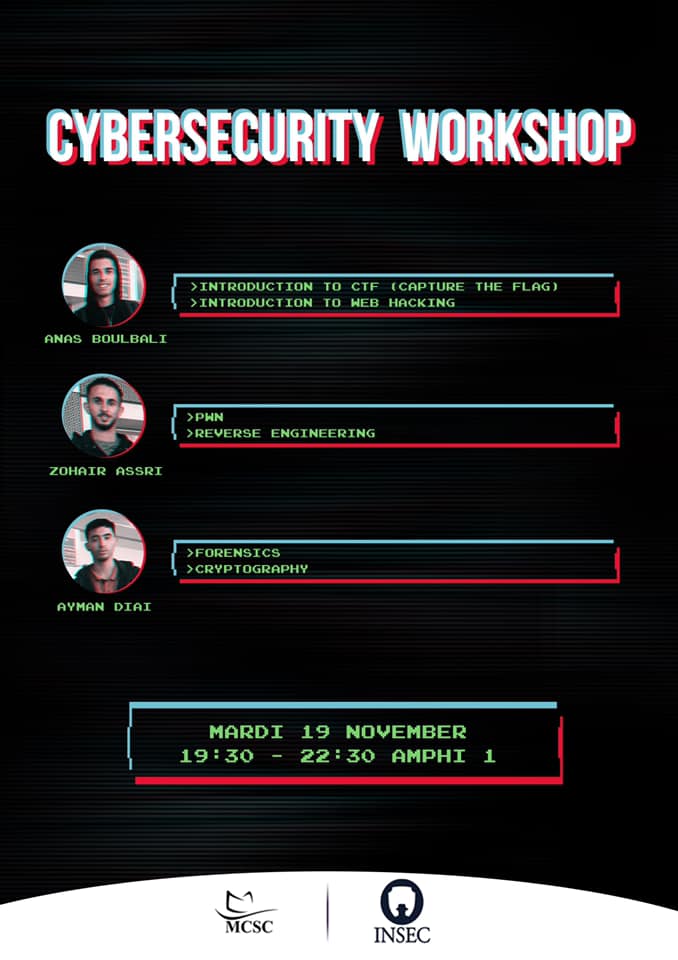 CYBERSECURITY WORKSHOP
>INTRODUCTION TO CTF (CAPTURE THE FLAG)
>INTRODUCTION TO WEB HACKING
ANAS BOULBALI
>PWN
>REVERSE ENGINEERING
ZOHAIR ASSRI
>FORENSICS
>CRYPTOGRAPHY
AYMAN DIAI
MARDI 19 NOVEMBER
19:30 - 22:30 AMPHI 1
MCSC
INSEC